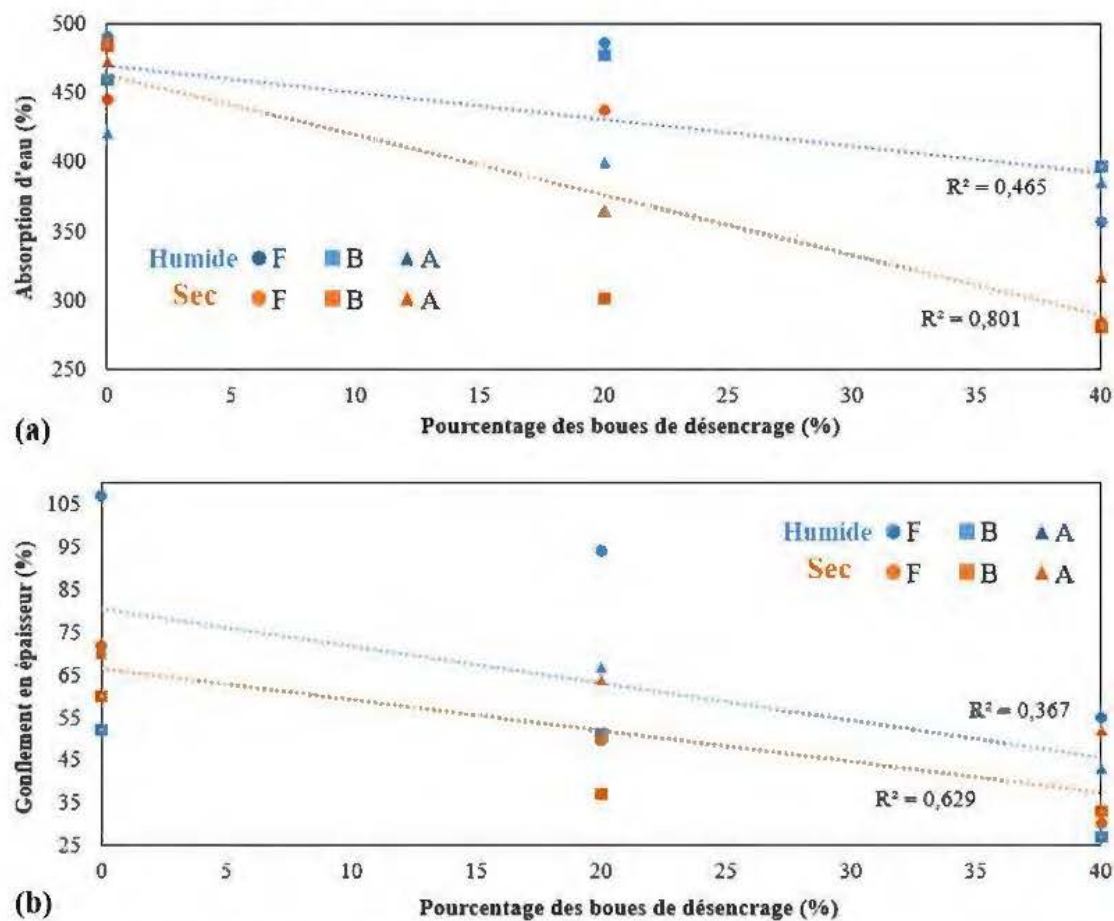 500
450
400
350
300
250
Absorption d'eau (%)
Humide F B A
Sec F B A
R² = 0,465
R² = 0,801
0 5 10 15 20 25 30 35 40
Pourcentage des boues de désencrage (%)
(a)
105
95
85
75
65
55
45
35
25
Gonflement en épaisseur (%)
Humide F B A
Sec F B A
R² = 0,367
R² = 0,629
0 5 10 15 20 25 30 35 40
Pourcentage des boues de désencrage (%)
(b)